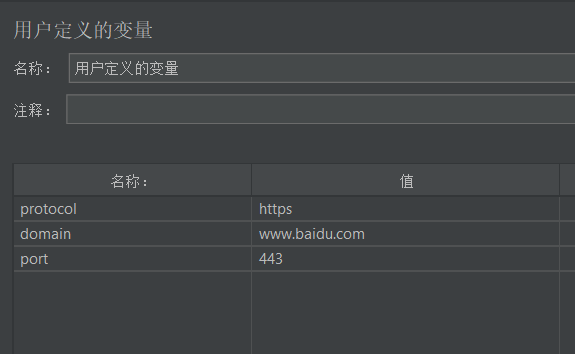 用户定义的变量
名称： 用户定义的变量
注释：
名称： 值
protocol https
domain www.baidu.com
port 443